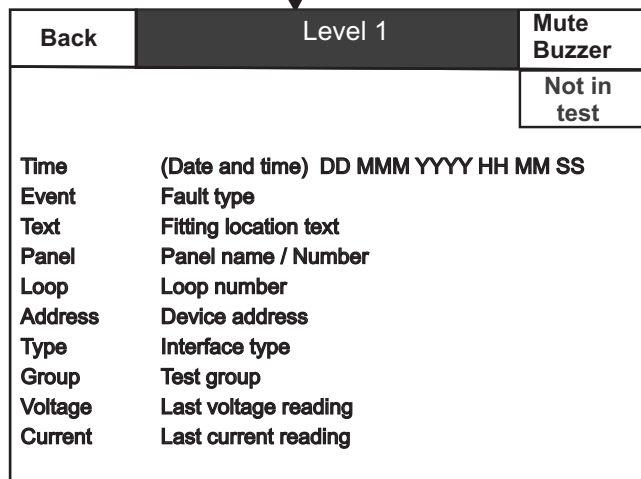 Back
Level 1
Mute
Buzzer
Not in
test
Time (Date and time) DD MMM YYYY HH MM SS
Event Fault type
Text Fitting location text
Panel Panel name / Number
Loop Loop number
Address Device address
Type Interface type
Group Test group
Voltage Last voltage reading
Current Last current reading